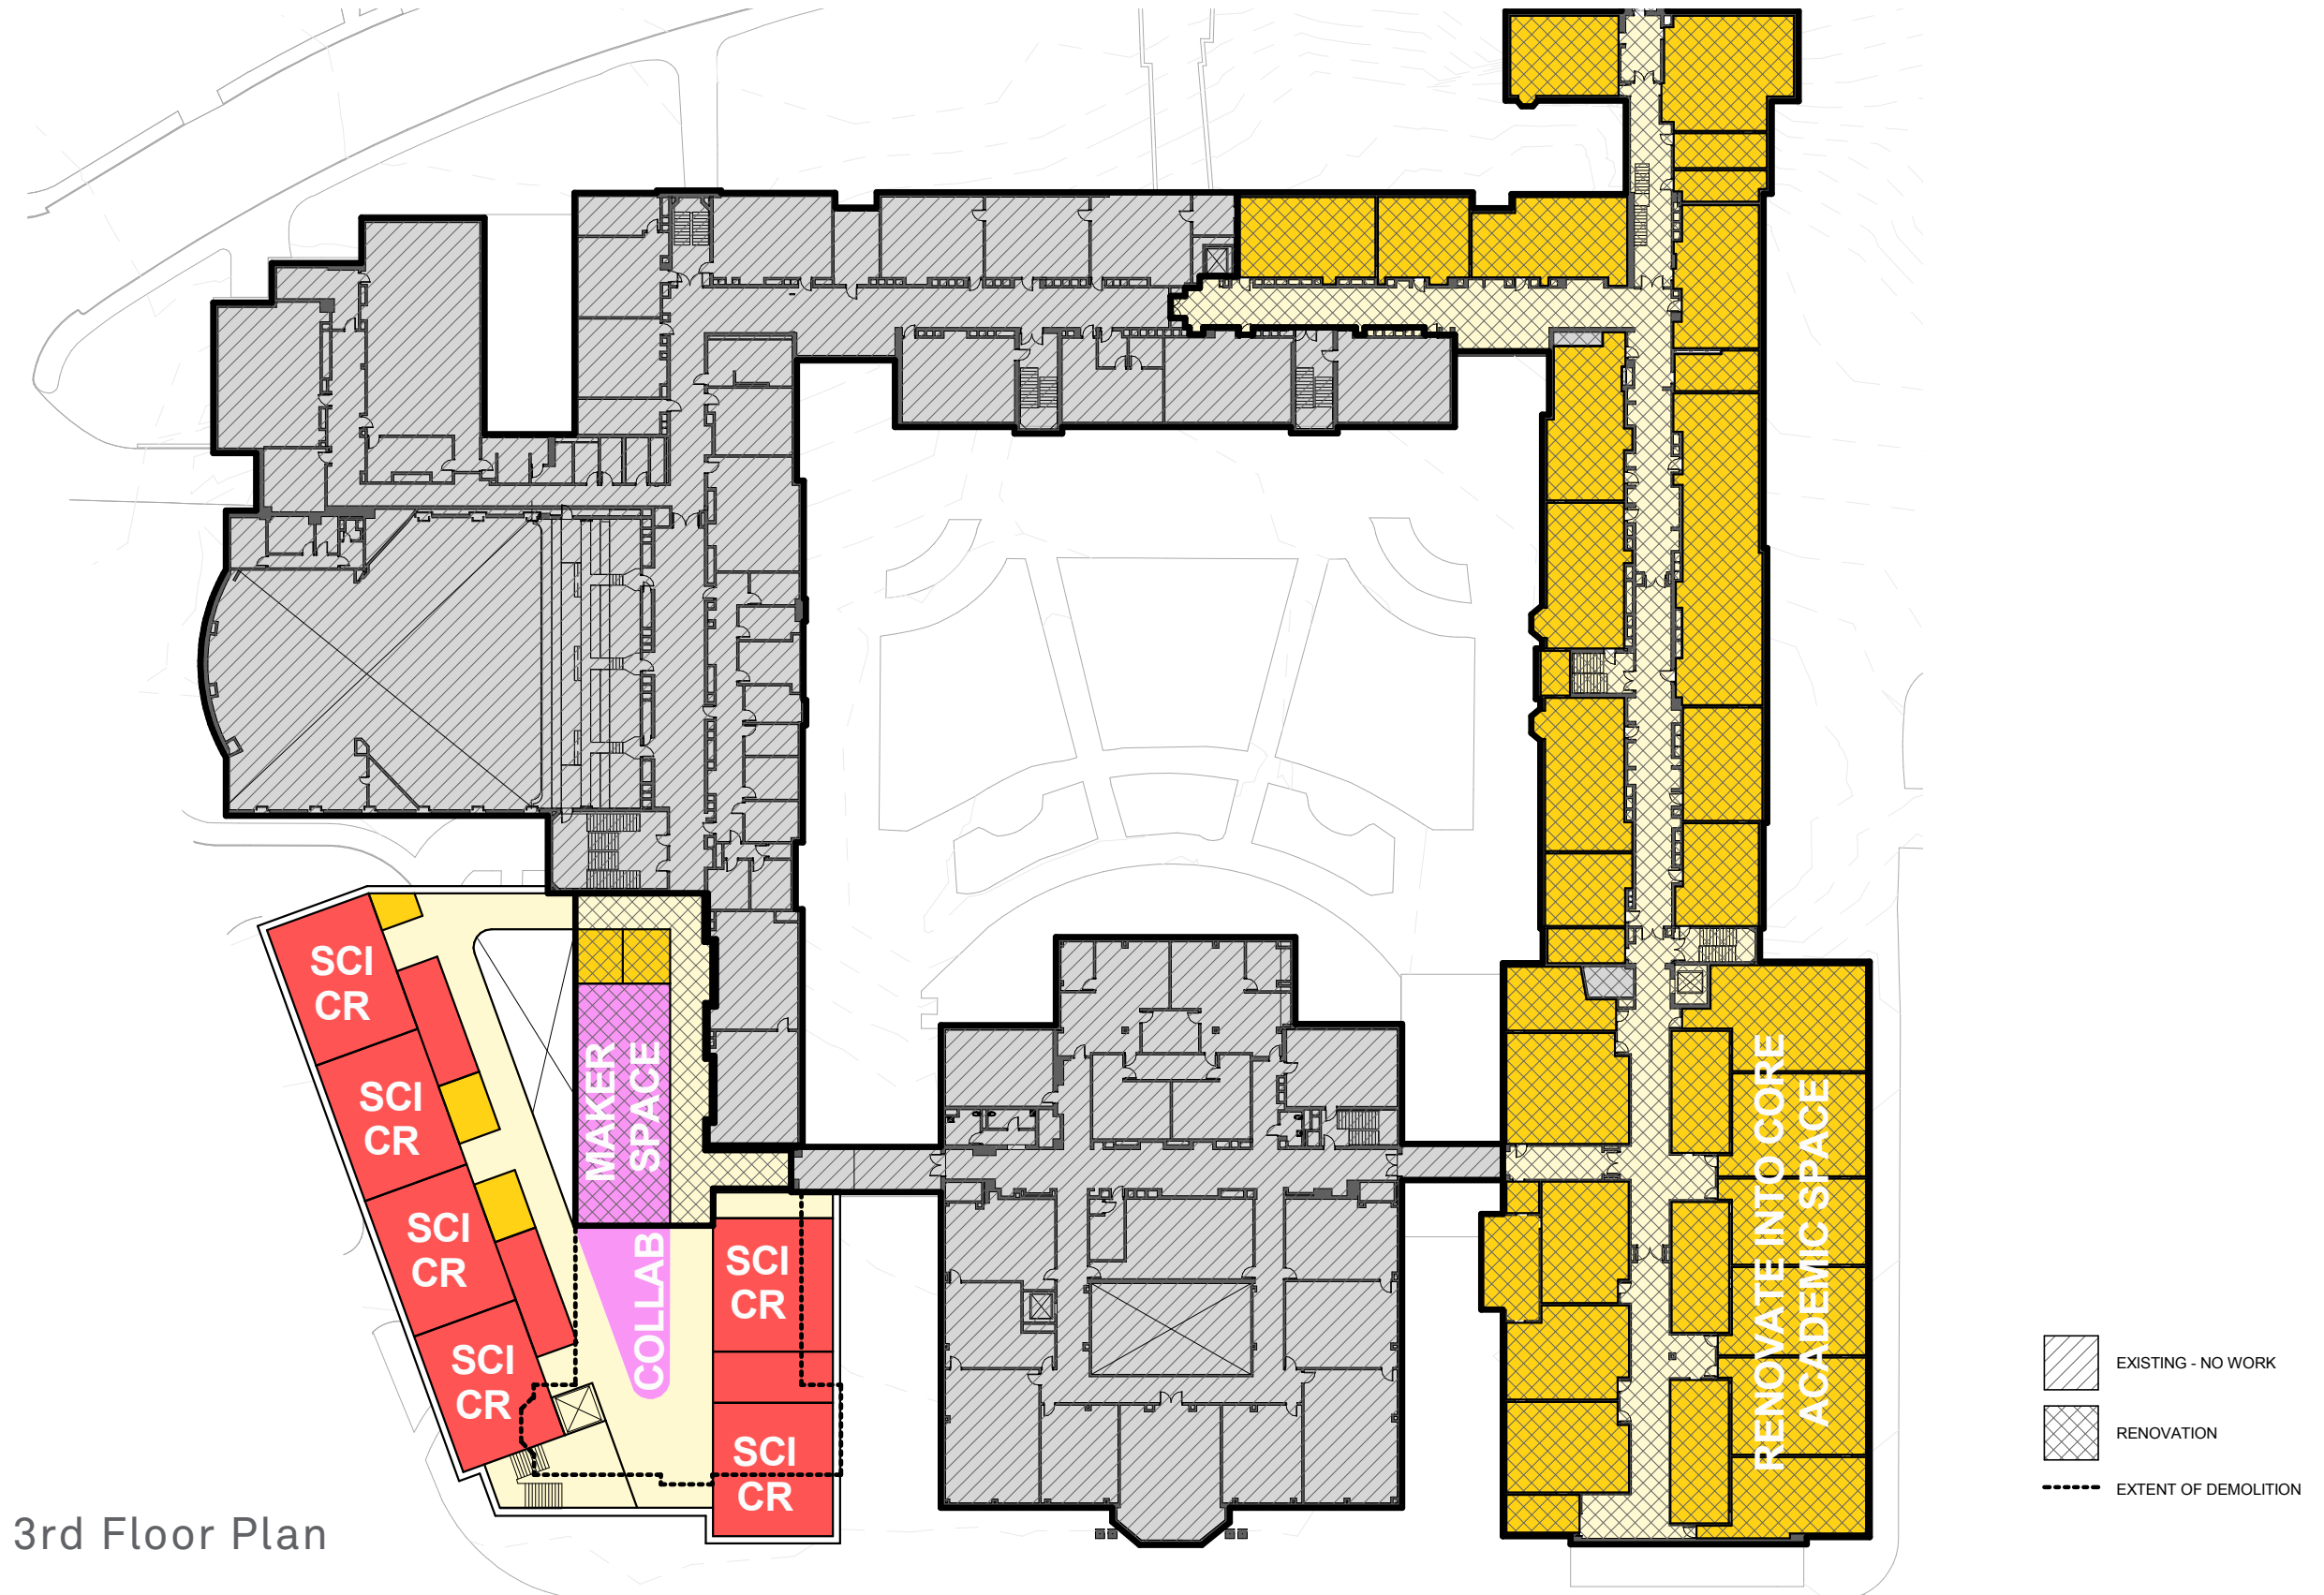 SCI
CR
SCI
CR
SCI
CR
SCI
CR
MAKER
SPACE
COLLAB
SCI
CR
SCI
CR
RENOVATE INTO CORE
ACADEMIC SPACE
EXISTING - NO WORK
RENOVATION
EXTENT OF DEMOLITION
3rd Floor Plan